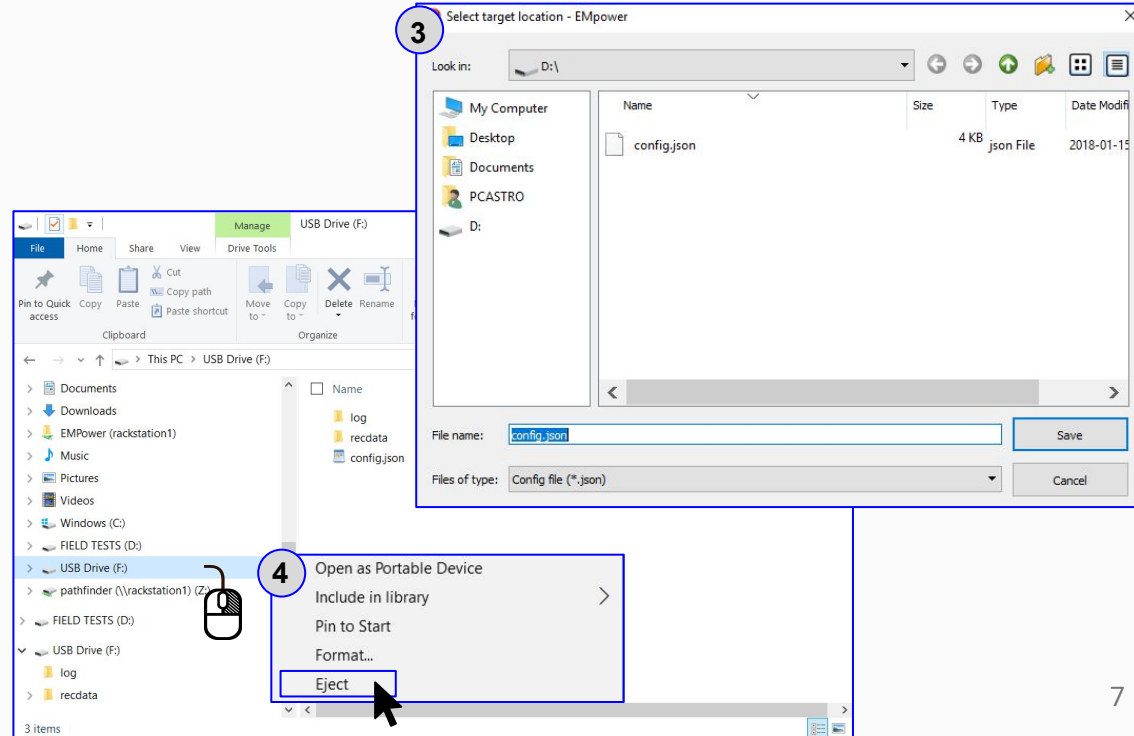 3
Select target location - EMpower
Look in:
D:\
My Computer
Desktop
Documents
PCASTRO
D:
Name
Size
Type
Date Modifi
config.json
4 KB
json File
2018-01-15
File name:
config.json
Save
Files of type:
Config file (*.json)
Cancel
Manage
USB Drive (F:)
File
Home
Share
View
Drive Tools
Pin to Quick access
Copy
Paste
Cut
Copy path
Paste shortcut
Move to
Copy to
Delete
Rename
Clipboard
Organize
This PC > USB Drive (F:)
Documents
Downloads
EMPower (rackstation1)
Music
Pictures
Videos
Windows (C:)
FIELD TESTS (D:)
USB Drive (F:)
pathfinder (\\rackstation1) (Z:)
FIELD TESTS (D:)
USB Drive (F:)
log
recdata
Name
log
recdata
config.json
3 items
4
Open as Portable Device
Include in library
Pin to Start
Format...
Eject
7